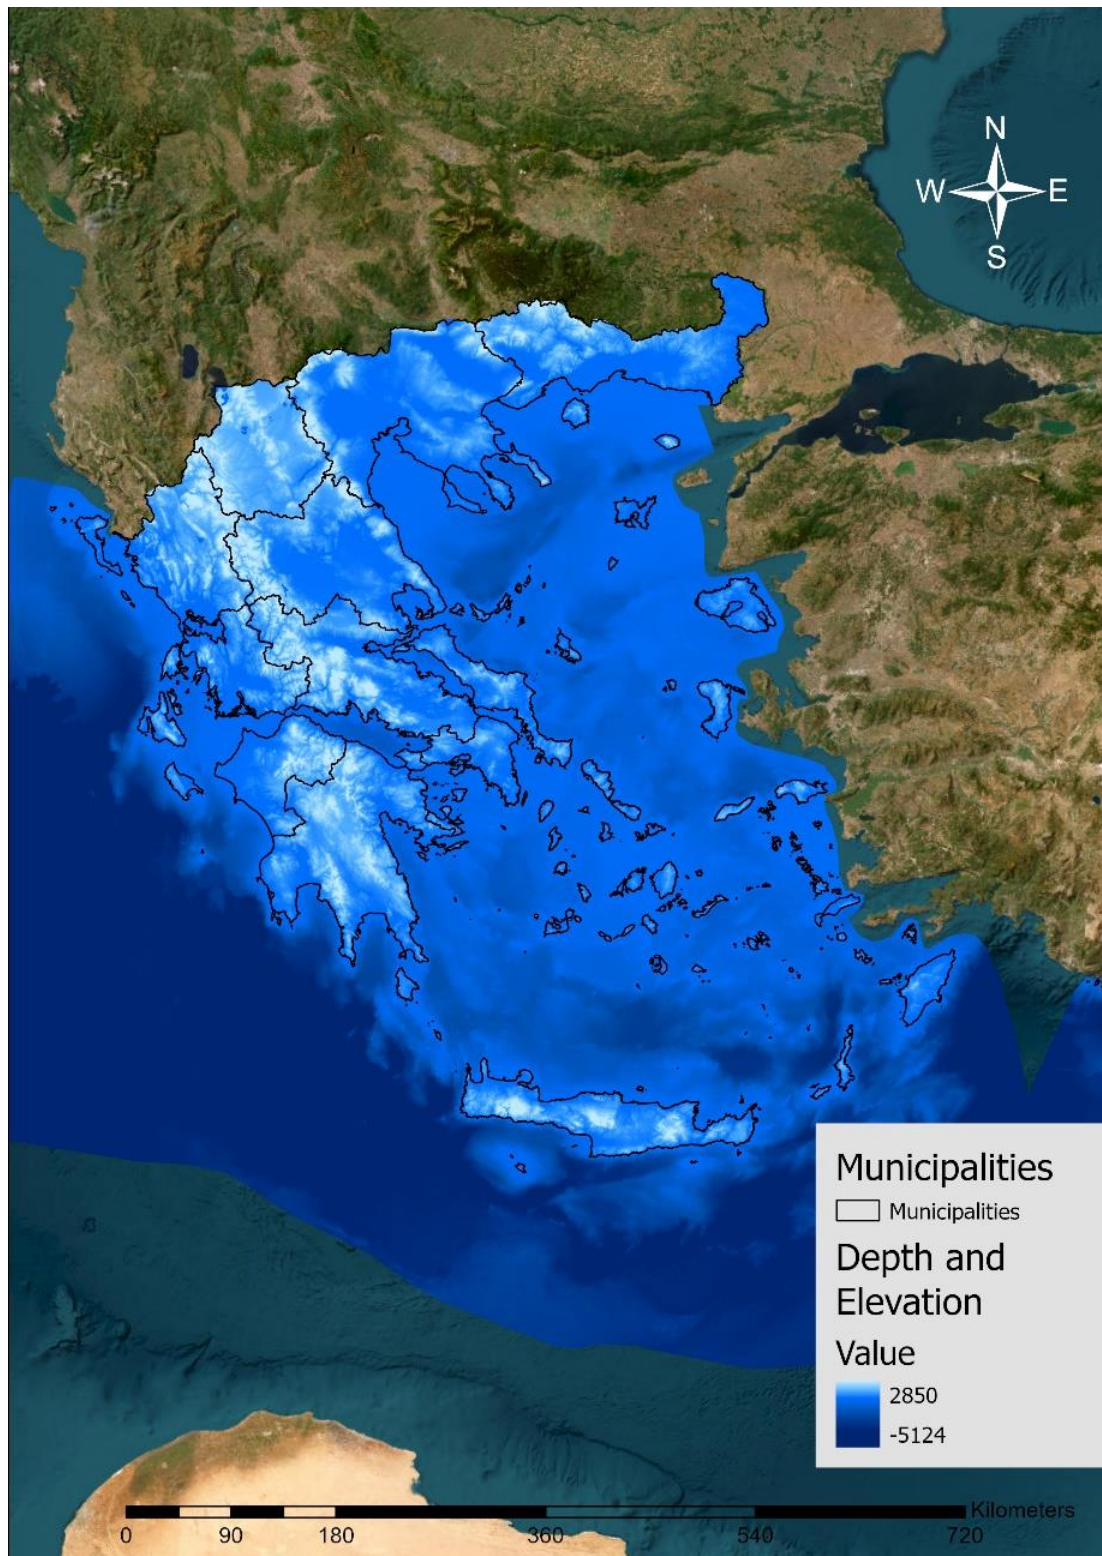 N
W E
S
Municipalities
Municipalities
Depth and
Elevation
Value
2850
-5124
Kilometers
0 90 180 360 540 720